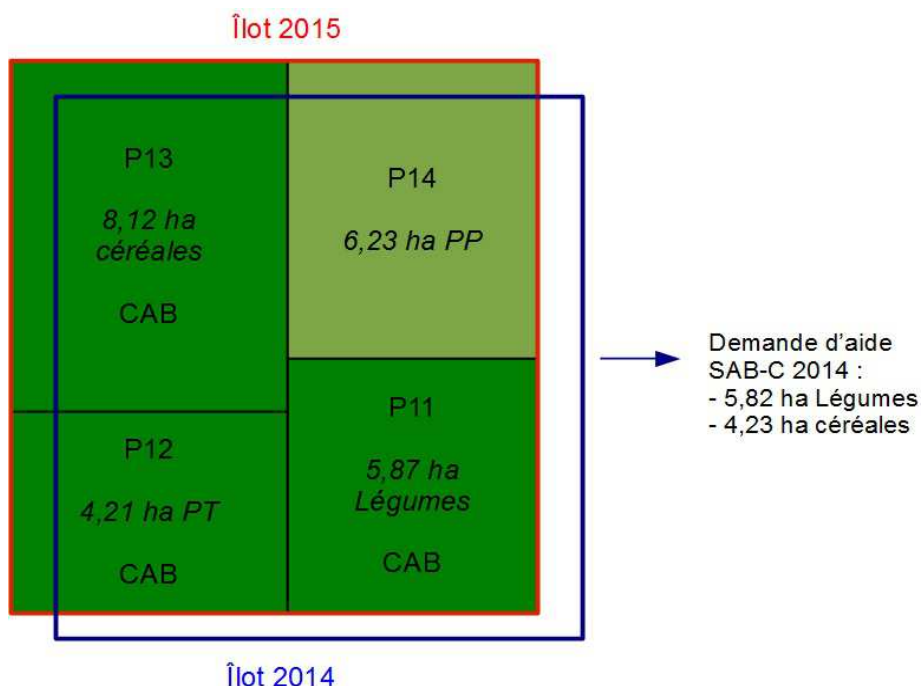 Îlot 2015
P13
8,12 ha
céréales
CAB
P14
6,23 ha PP
P12
4,21 ha PT
CAB
P11
5,87 ha
Légumes
CAB
Demande d'aide
SAB-C 2014 :
- 5,82 ha Légumes
- 4,23 ha céréales
Îlot 2014